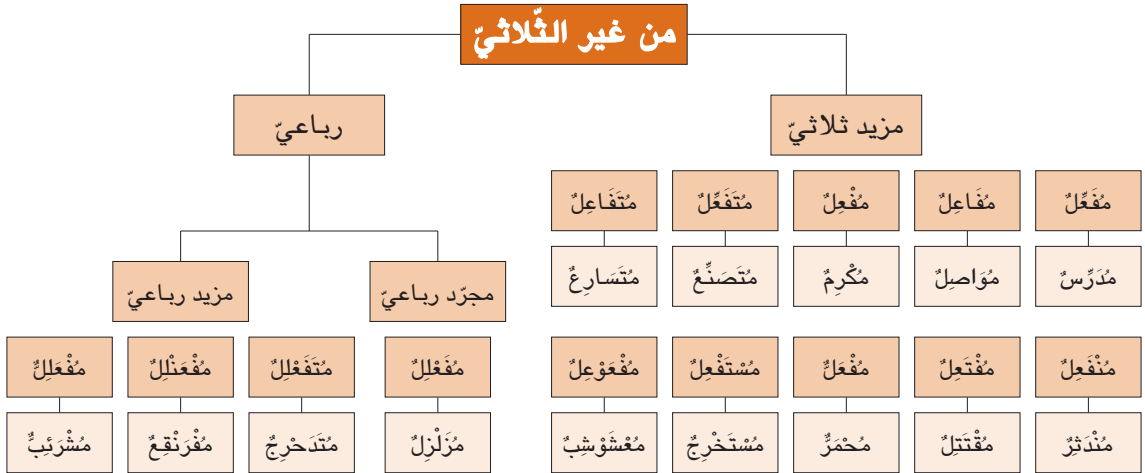 من غير الثّلاثيّ
مزيد ثلاثيّ
رباعيّ
مُفَعِّلٌ
مُفَاعِلٌ
مُفْعِلٌ
مُتَفَعِّلٌ
مُتَفَاعِلٌ
مُدَرِّسٌ
مُوَاصِلٌ
مُكْرِمٌ
مُتَصَنِّعٌ
مُتَسَارِعٌ
مُنْفَعِلٌ
مُفْتَعِلٌ
مُفْعَلٌّ
مُسْتَفْعِلٌ
مُفْعَوْعِلٌ
مُنْدَثِرٌ
مُقْتَتِلٌ
مُحْمَرٌّ
مُسْتَخْرِجٌ
مُعْشَوْشِبٌ
مجرّد رباعيّ
مزيد رباعيّ
مُفَعْلِلٌ
مُتَفَعْلِلٌ
مُفْعَنْلِلٌ
مُفْعَلِلٌّ
مُزَلْزِلٌ
مُتَدَحْرِجٌ
مُفْرَنْقِعٌ
مُشْرَئِبٌّ